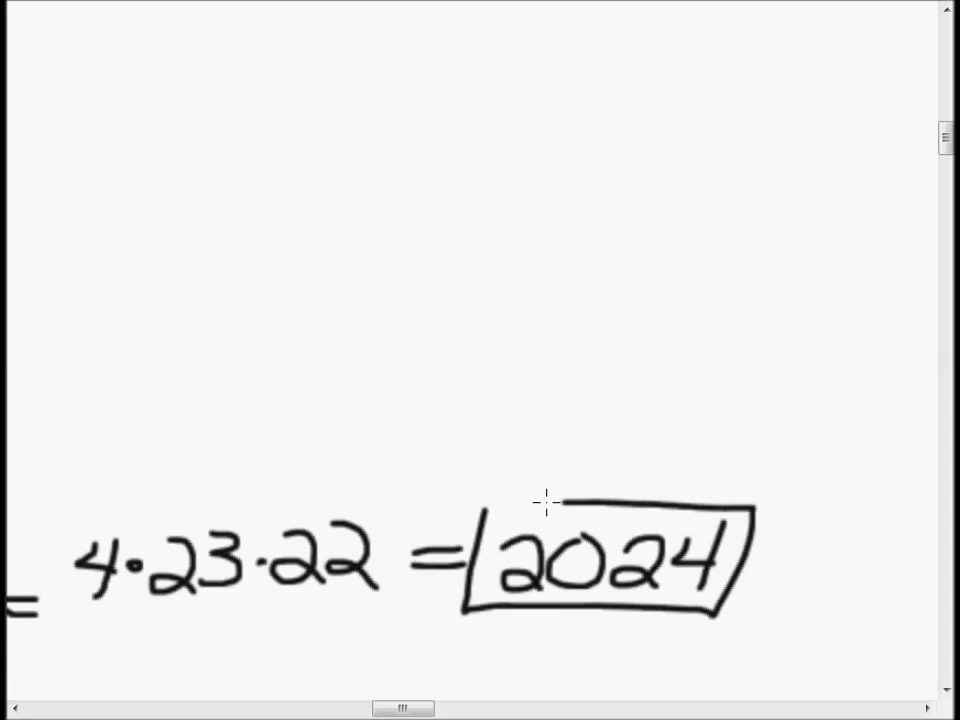 = 4·23·22 = 2024